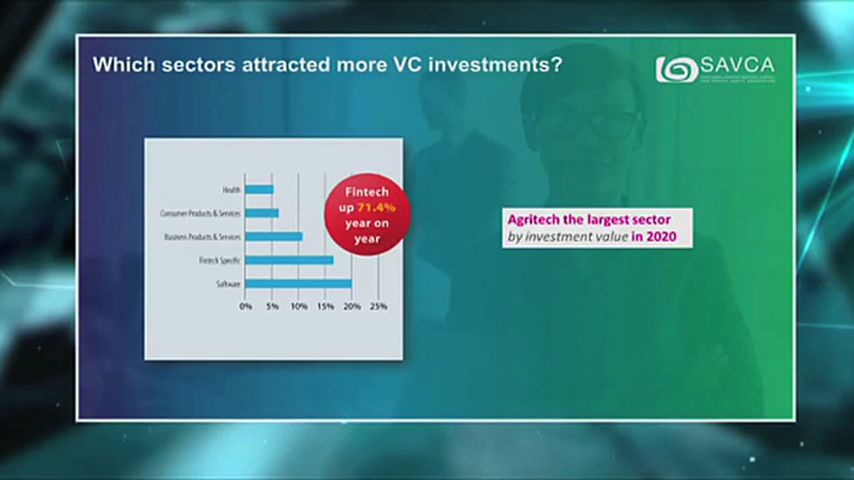 Which sectors attracted more VC investments?
SAVCA
Health
Consumer Products & Services
Business Products & Services
Fintech Specific
Software
0% 5% 10% 15% 20% 25%
Fintech
up 71.4%
year on
year
Agritech the largest sector
by investment value in 2020